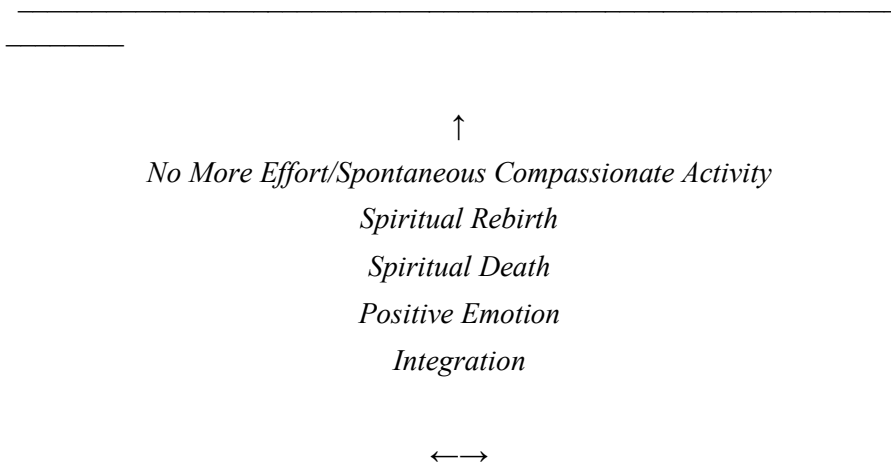 ↑
No More Effort/Spontaneous Compassionate Activity
Spiritual Rebirth
Spiritual Death
Positive Emotion
Integration
←→